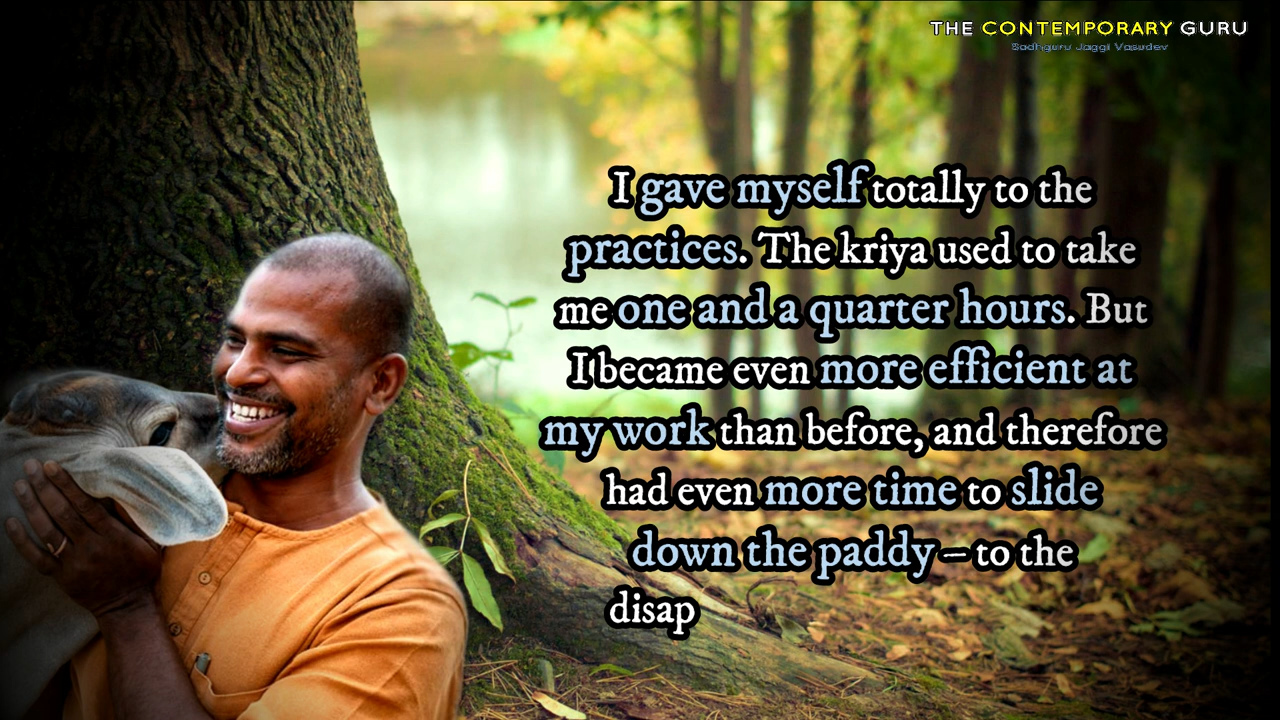 THE CONTEMPORARY GURU
Sadhguru Jaggi Vasudev
I gave myself totally to the
practices. The kriya used to take
me one and a quarter hours. But
I became even more efficient at
my work than before, and therefore
had even more time to slide
down the paddy – to the
disap